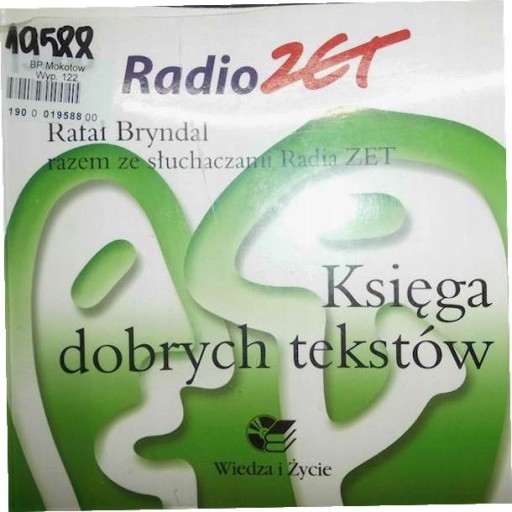 19588
BP Mokotow
Wyp. 122
190 0 019588 00
Radio ZET
Rafał Bryndal
razem ze słuchaczami Radia ZET
Księga
dobrych tekstów
Wiedza i Życie